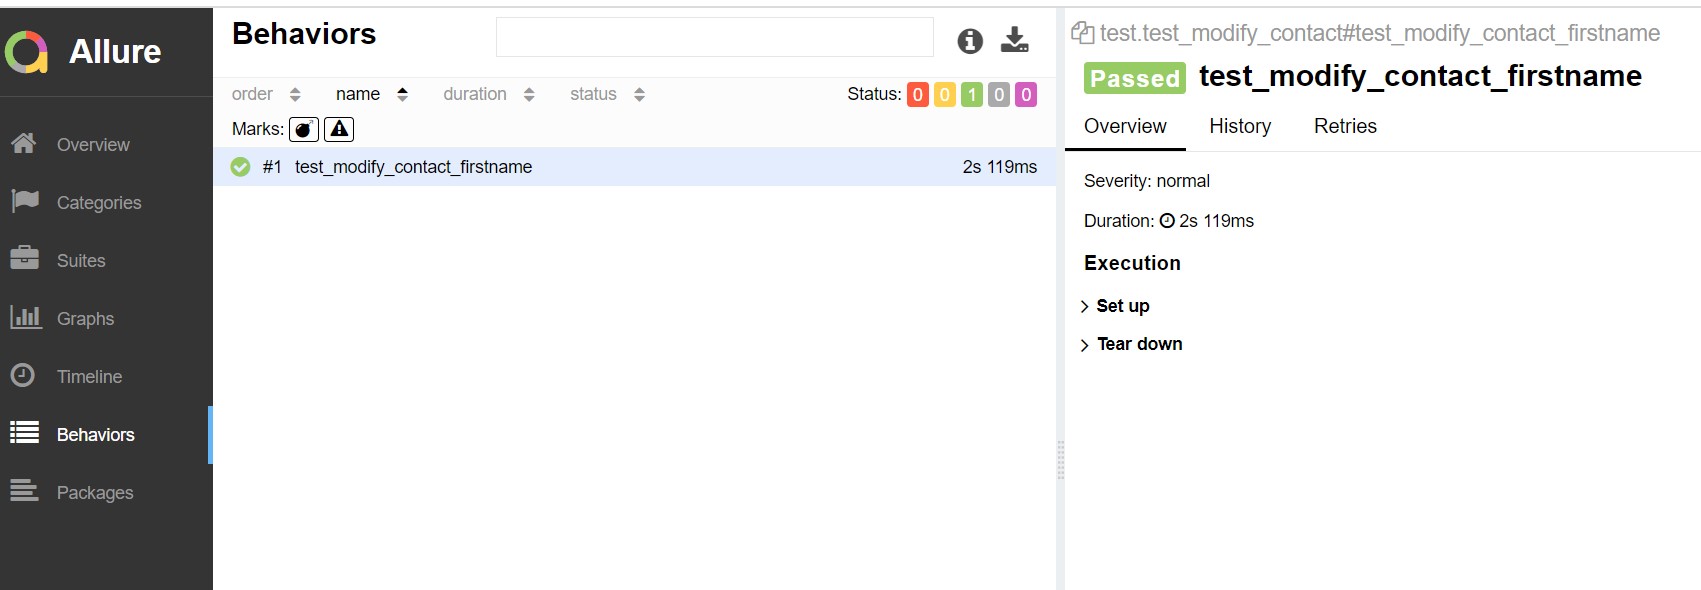 Allure
Overview
Categories
Suites
Graphs
Timeline
Behaviors
Packages
Behaviors
order name duration status Status: 0 0 1 0 0
Marks:
#1 test_modify_contact_firstname 2s 119ms
test.test_modify_contact#test_modify_contact_firstname
Passed test_modify_contact_firstname
Overview History Retries
Severity: normal
Duration: 2s 119ms
Execution
Set up
Tear down